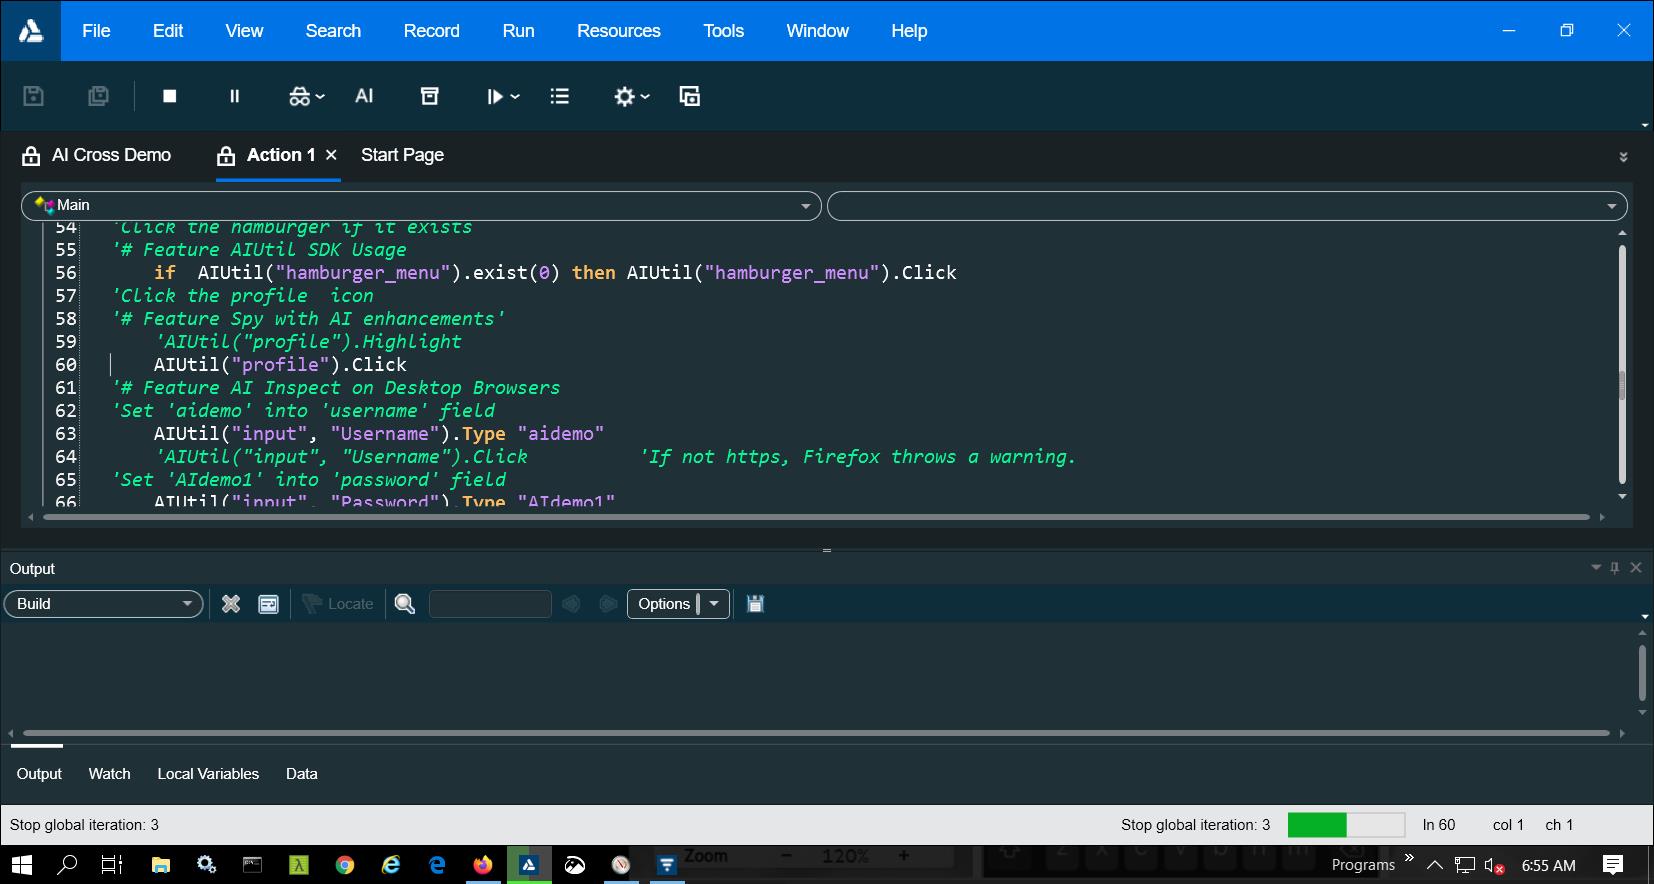 File Edit View Search Record Run Resources Tools Window Help
AI
AI Cross Demo Action 1 Start Page
Main
54 'Click the hamburger if it exists
55 '# Feature AIUtil SDK Usage
56 if  AIUtil("hamburger_menu").exist(0) then AIUtil("hamburger_menu").Click
57 'Click the profile  icon
58 '# Feature Spy with AI enhancements'
59 'AIUtil("profile").Highlight
60 AIUtil("profile").Click
61 '# Feature AI Inspect on Desktop Browsers
62 'Set 'aidemo' into 'username' field
63 AIUtil("input", "Username").Type "aidemo"
64 'AIUtil("input", "Username").Click 'If not https, Firefox throws a warning.
65 'Set 'AIdemo1' into 'password' field
66 AIUtil("input", "Password").Type "AIdemo1"
Output
Build Locate Options
Output Watch Local Variables Data
Stop global iteration: 3 Stop global iteration: 3 ln 60 col 1 ch 1
Zoom - 120% + z x c v b n m Programs 6:55 AM